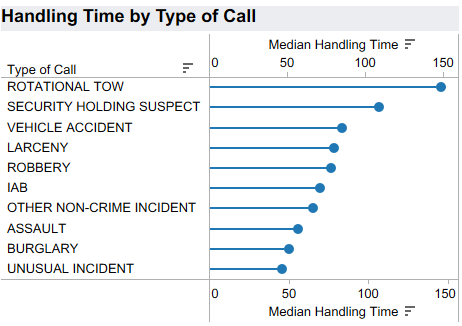 Handling Time by Type of Call
Median Handling Time
Type of Call
0 50 100 150
ROTATIONAL TOW
SECURITY HOLDING SUSPECT
VEHICLE ACCIDENT
LARCENY
ROBBERY
IAB
OTHER NON-CRIME INCIDENT
ASSAULT
BURGLARY
UNUSUAL INCIDENT
0 50 100 150
Median Handling Time